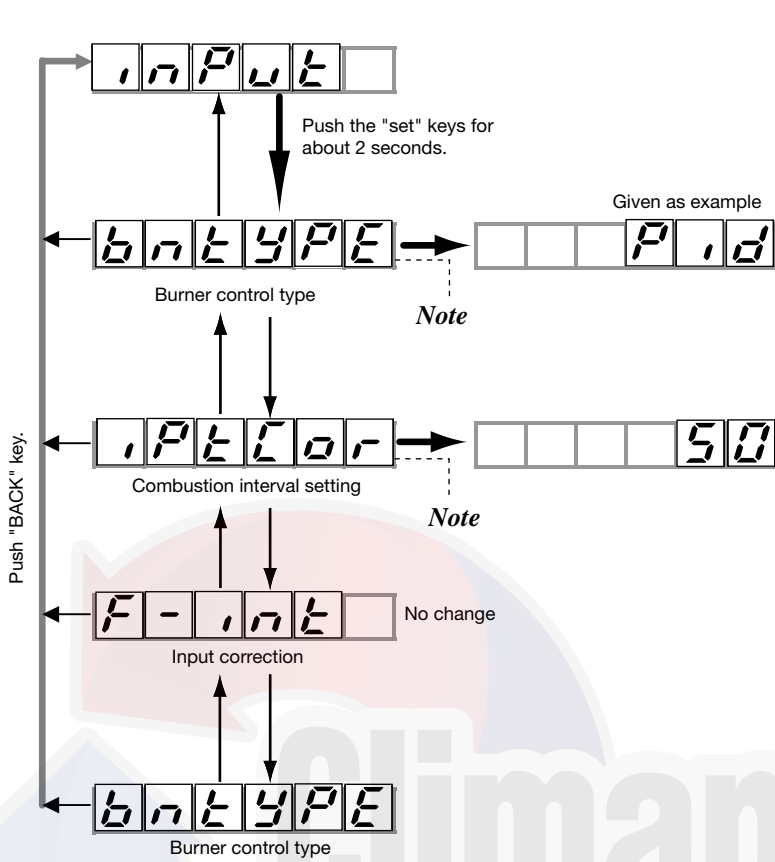 inPut
Push the "set" keys for
about 2 seconds.
Given as example
bntYPE
Pid
Burner control type
Note
iPtCor
50
Combustion interval setting
Note
Push "BACK" key.
F-int
No change
Input correction
bntYPE
Burner control type
Climan